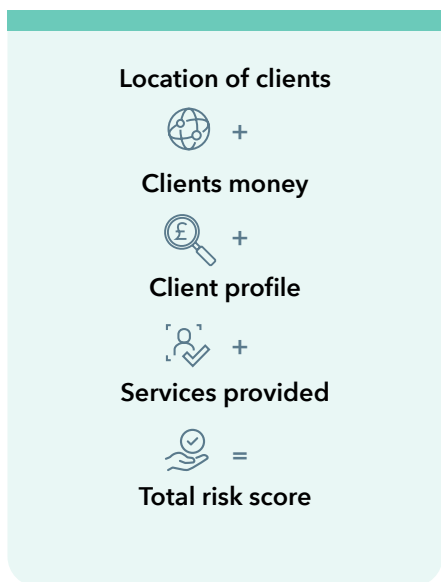 Location of clients
+
Clients money
£ +
Client profile
+
Services provided
=
Total risk score